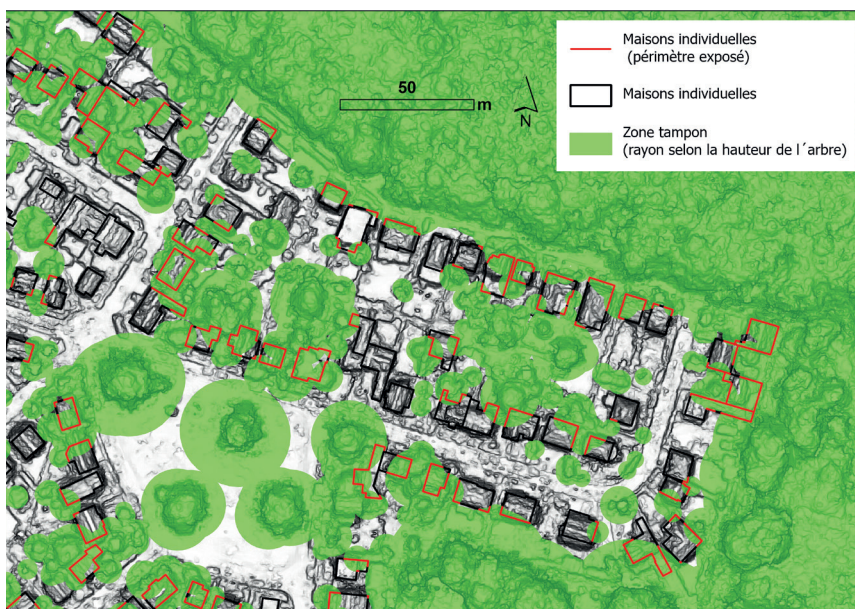 50
m
N
Maisons individuelles
(périmètre exposé)
Maisons individuelles
Zone tampon
(rayon selon la hauteur de l´arbre)